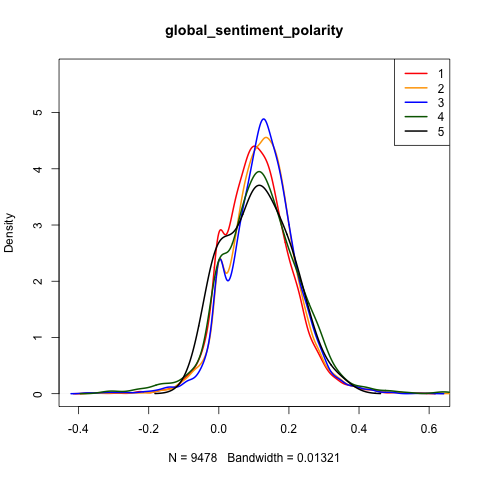 global_sentiment_polarity
1
2
3
4
5
Density
5
4
3
2
1
0
-0.4 -0.2 0.0 0.2 0.4 0.6
N = 9478 Bandwidth = 0.01321